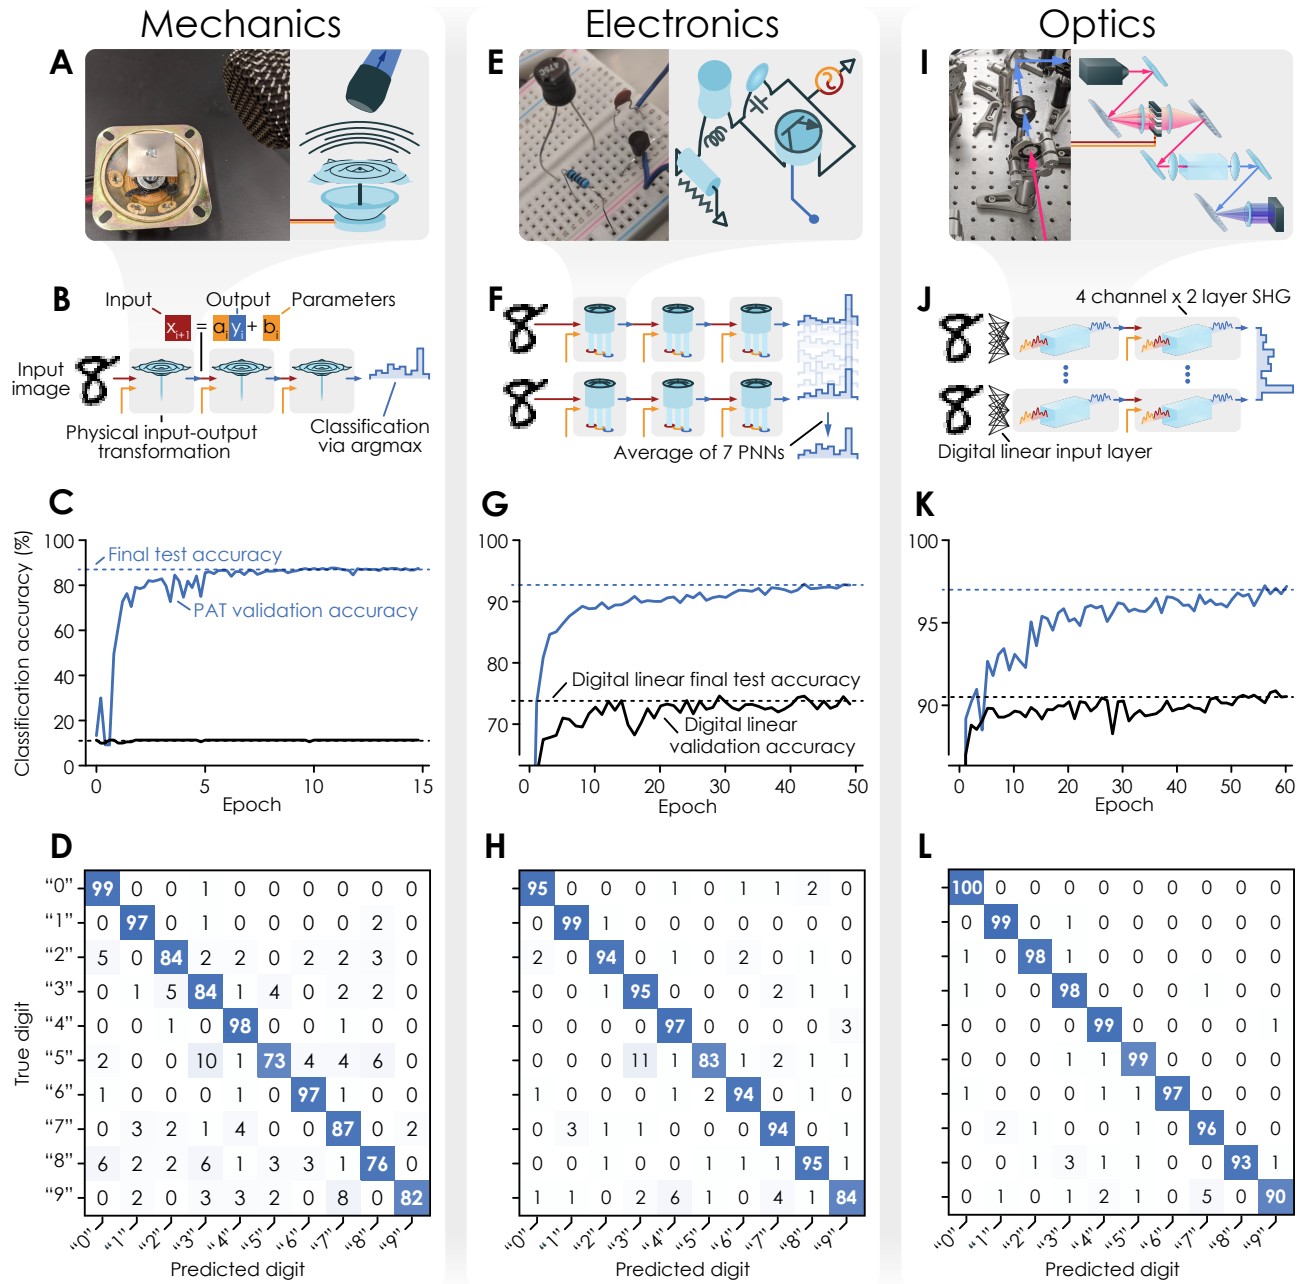 Mechanics
Electronics
Optics
A
E
I
B
Input
Output
Parameters
x_{i+1} = a_i y_i + b_i
Input
image
Physical input-output
transformation
Classification
via argmax
F
Average of 7 PNNs
J
4 channel x 2 layer SHG
Digital linear input layer
C
Classification accuracy (%)
100
80
60
40
20
0
Final test accuracy
PAT validation accuracy
0 5 10 15
Epoch
G
100
90
80
70
Digital linear final test accuracy
Digital linear
validation accuracy
0 10 20 30 40 50
Epoch
K
100
95
90
0 10 20 30 40 50 60
Epoch
D
True digit
“0” 99 0 0 1 0 0 0 0 0 0
“1” 0 97 0 1 0 0 0 0 2 0
“2” 5 0 84 2 2 0 2 2 3 0
“3” 0 1 5 84 1 4 0 2 2 0
“4” 0 0 1 0 98 0 0 1 0 0
“5” 2 0 0 10 1 73 4 4 6 0
“6” 1 0 0 0 0 0 97 1 0 0
“7” 0 3 2 1 4 0 0 87 0 2
“8” 6 2 2 6 1 3 3 1 76 0
“9” 0 2 0 3 3 2 0 8 0 82
“0” “1” “2” “3” “4” “5” “6” “7” “8” “9”
Predicted digit
H
95 0 0 0 1 0 1 1 2 0
0 99 1 0 0 0 0 0 0 0
2 0 94 0 1 0 2 0 1 0
0 0 1 95 0 0 0 2 1 1
0 0 0 0 97 0 0 0 0 3
0 0 0 11 1 83 1 2 1 1
1 0 0 0 1 2 94 0 1 0
0 3 1 1 0 0 0 94 0 1
0 1 0 0 1 1 1 95 1
1 1 0 2 6 1 0 4 1 84
“0” “1” “2” “3” “4” “5” “6” “7” “8” “9”
Predicted digit
L
100 0 0 0 0 0 0 0 0 0
0 99 0 1 0 0 0 0 0 0
1 0 98 1 0 0 0 0 0 0
1 0 0 98 0 0 0 1 0 0
0 0 0 0 99 0 0 0 0 1
0 0 0 1 1 99 0 0 0 0
1 0 0 0 1 1 97 0 0 0
0 2 1 0 0 1 0 96 0 0
0 0 1 3 1 1 0 0 93 1
0 1 0 1 2 1 0 5 0 90
“0” “1” “2” “3” “4” “5” “6” “7” “8” “9”
Predicted digit